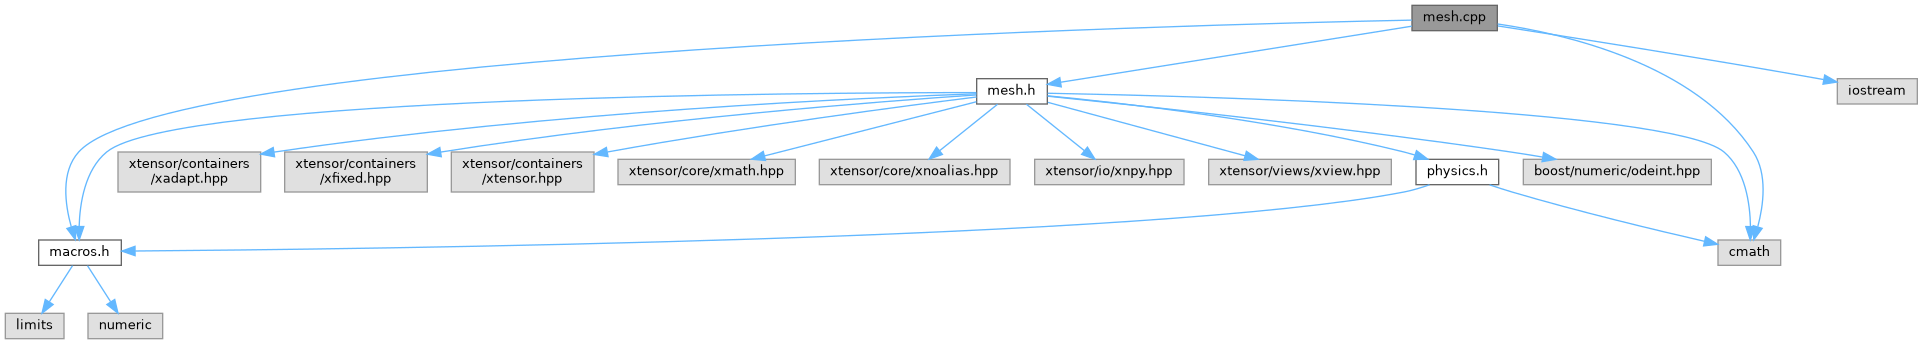 mesh.cpp
mesh.h
iostream
xtensor/containers
/xadapt.hpp
xtensor/containers
/xfixed.hpp
xtensor/containers
/xtensor.hpp
xtensor/core/xmath.hpp
xtensor/core/xnoalias.hpp
xtensor/io/xnpy.hpp
xtensor/views/xview.hpp
physics.h
boost/numeric/odeint.hpp
macros.h
cmath
limits
numeric